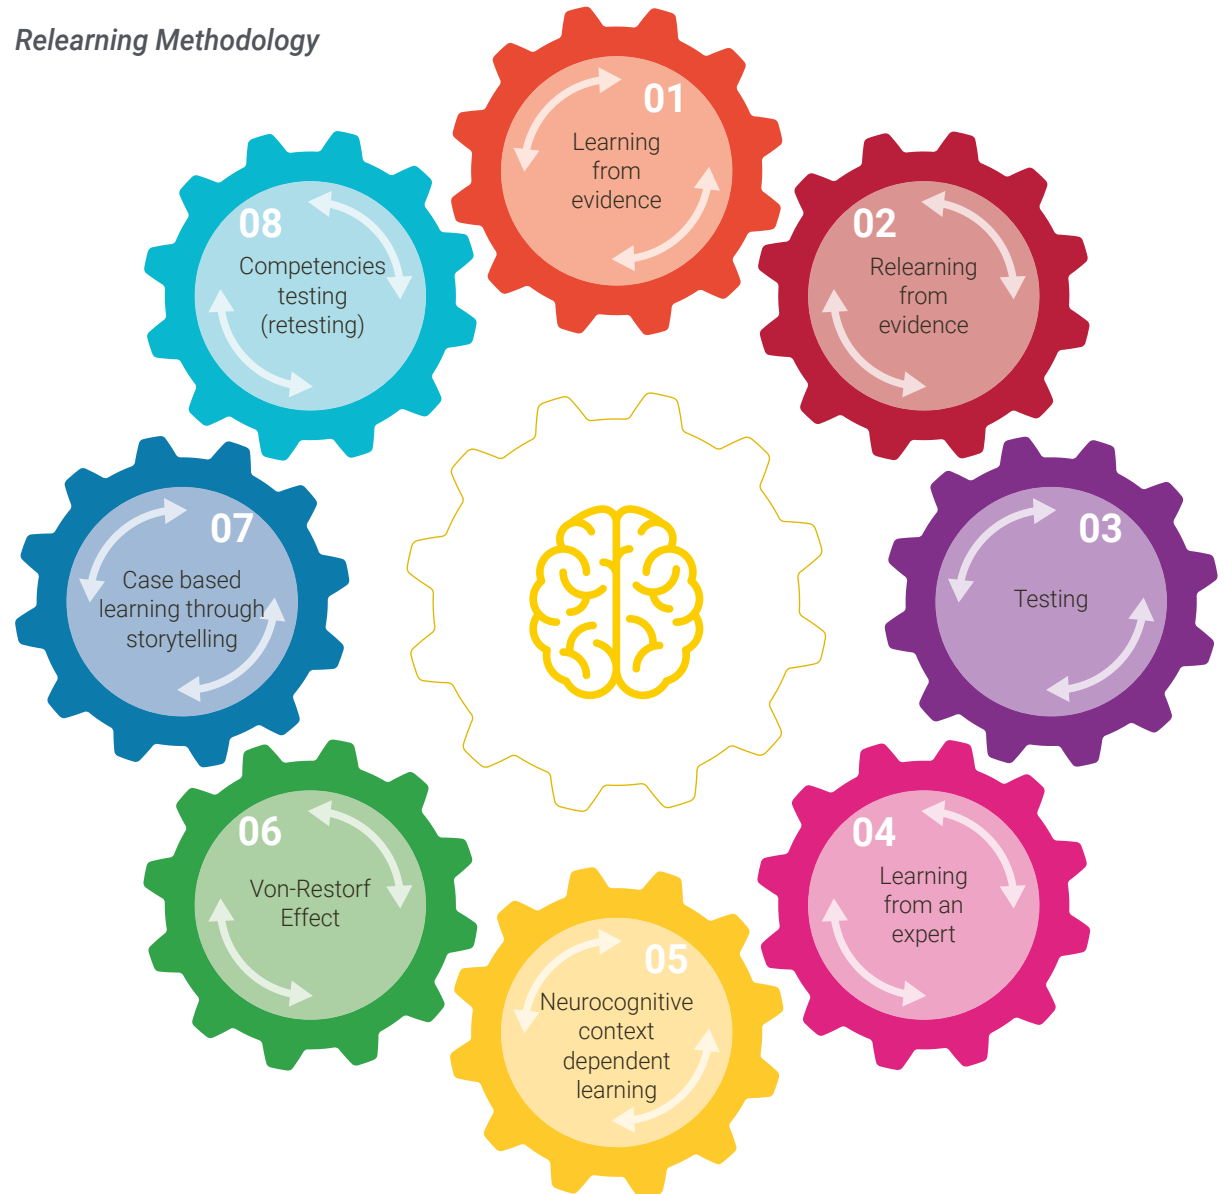 Relearning Methodology
01
Learning
from
evidence
02
Relearning
from
evidence
03
Testing
04
Learning
from an
expert
05
Neurocognitive
context
dependent
learning
06
Von-Restorf
Effect
07
Case based
learning through
storytelling
08
Competencies
testing
(retesting)